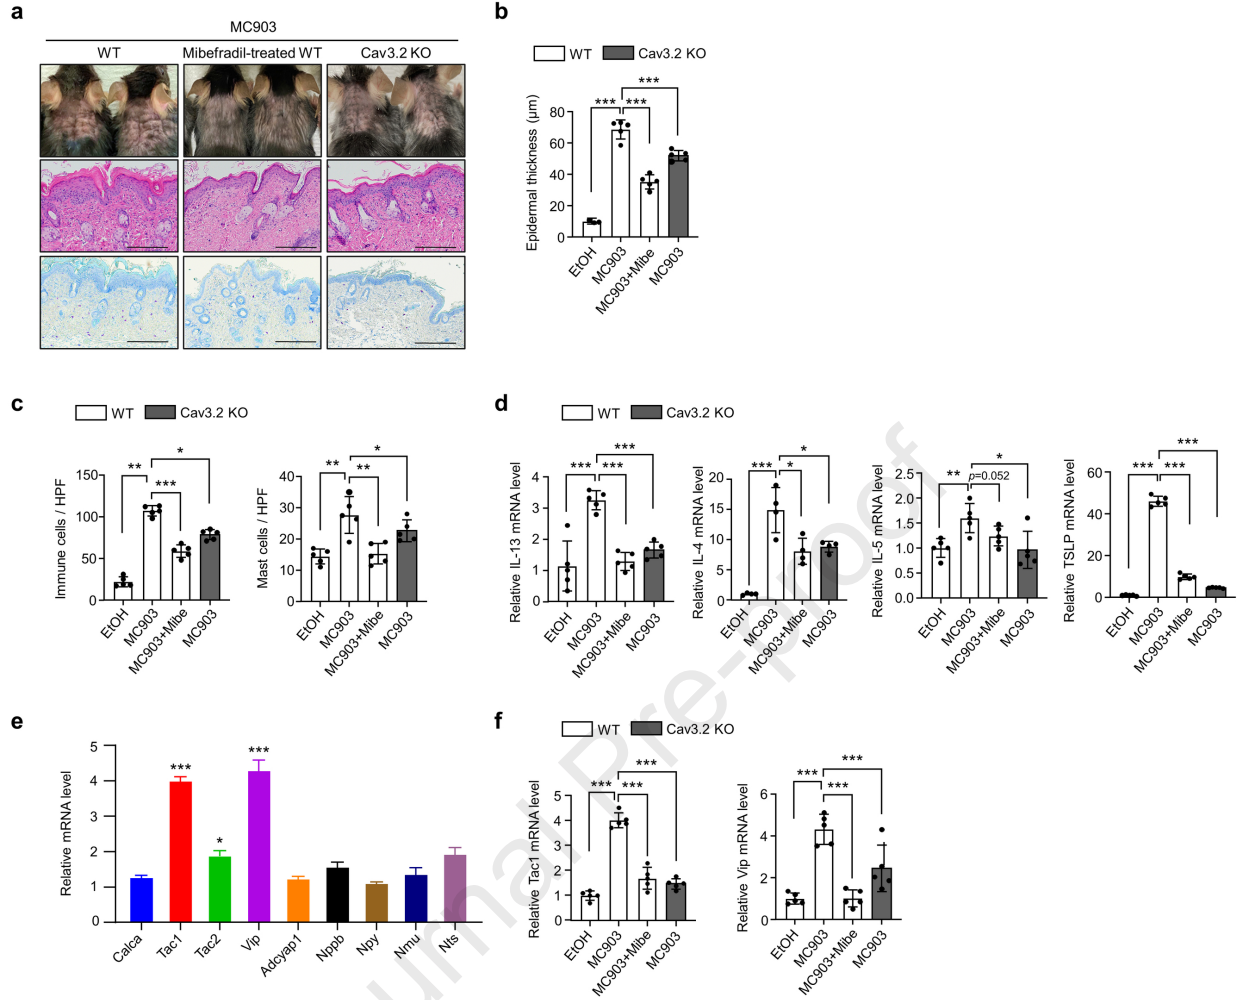 a
MC903
WT
Mibefradil-treated WT
Cav3.2 KO
b
WT
Cav3.2 KO
***
*** ***
Epidermal thickness (μm)
80
60
40
20
0
EtOH
MC903
MC903+Mibe
MC903
c
WT
Cav3.2 KO
*
**
***
Immune cells / HPF
150
100
50
0
EtOH
MC903
MC903+Mibe
MC903
*
**
**
Mast cells / HPF
40
30
20
10
0
EtOH
MC903
MC903+Mibe
MC903
d
WT
Cav3.2 KO
***
*** ***
Relative IL-13 mRNA level
4
3
2
1
0
EtOH
MC903
MC903+Mibe
MC903
*
*** *
Relative IL-4 mRNA level
20
15
10
5
0
EtOH
MC903
MC903+Mibe
MC903
*
**
p=0.052
Relative IL-5 mRNA level
2.5
2.0
1.5
1.0
0.5
0.0
EtOH
MC903
MC903+Mibe
MC903
***
*** ***
Relative TSLP mRNA level
60
40
20
0
EtOH
MC903
MC903+Mibe
MC903
e
Relative mRNA level
5
4
3
2
1
0
***
*
***
Calca
Tac1
Tac2
Vip
Adcyap1
Nppb
Npy
Nmu
Nts
f
WT
Cav3.2 KO
***
*** ***
Relative Tac1 mRNA level
5
4
3
2
1
0
EtOH
MC903
MC903+Mibe
MC903
***
***
***
Relative Vip mRNA level
6
4
2
0
EtOH
MC903
MC903+Mibe
MC903
urnal Pre-proof